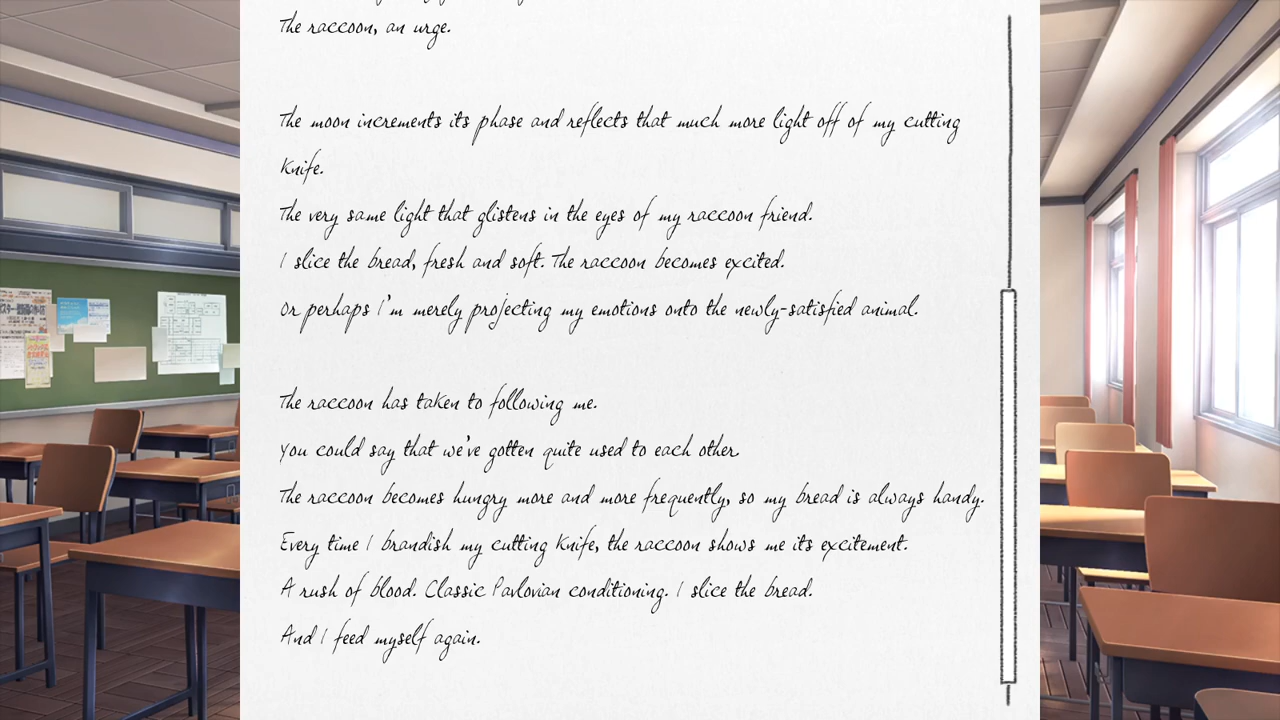 The raccoon, an urge.
The moon increments its phase and reflects that much more light off of my cutting
knife.
The very same light that glistens in the eyes of my raccoon friend.
I slice the bread, fresh and soft. The raccoon becomes excited.
Or perhaps I'm merely projecting my emotions onto the newly-satisfied animal.
The raccoon has taken to following me.
You could say that we've gotten quite used to each other.
The raccoon becomes hungry more and more frequently, so my bread is always handy.
Every time I brandish my cutting knife, the raccoon shows me its excitement.
A rush of blood. Classic Pavlovian conditioning. I slice the bread.
And I feed myself again.